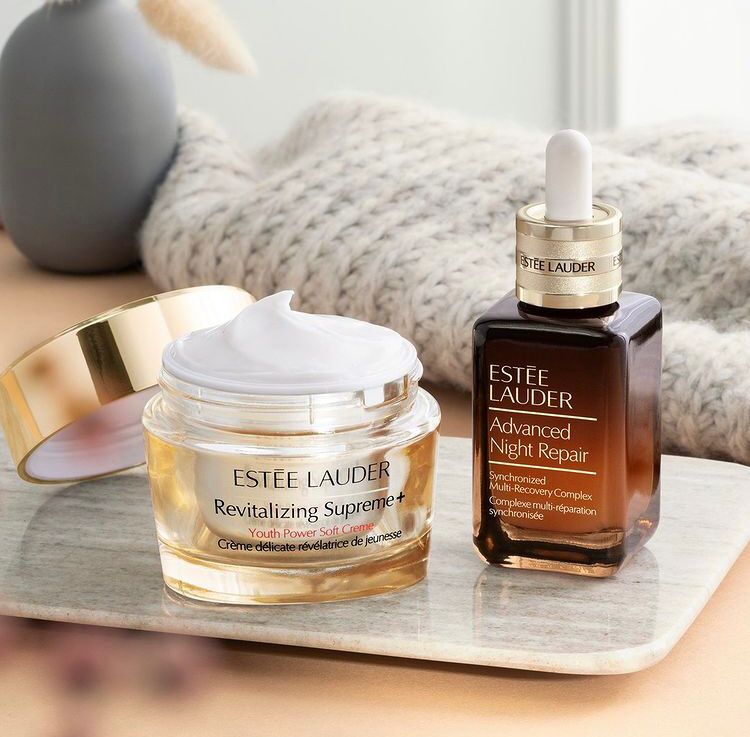 ESTĒE LAUDER
Revitalizing Supreme+
Youth Power Soft Creme
Crème délicate révélatrice de jeunesse
ESTĒE LAUDER
ESTĒE
LAUDER
Advanced
Night Repair
Synchronized
Multi-Recovery Complex
Complexe multi-réparation
synchronisée